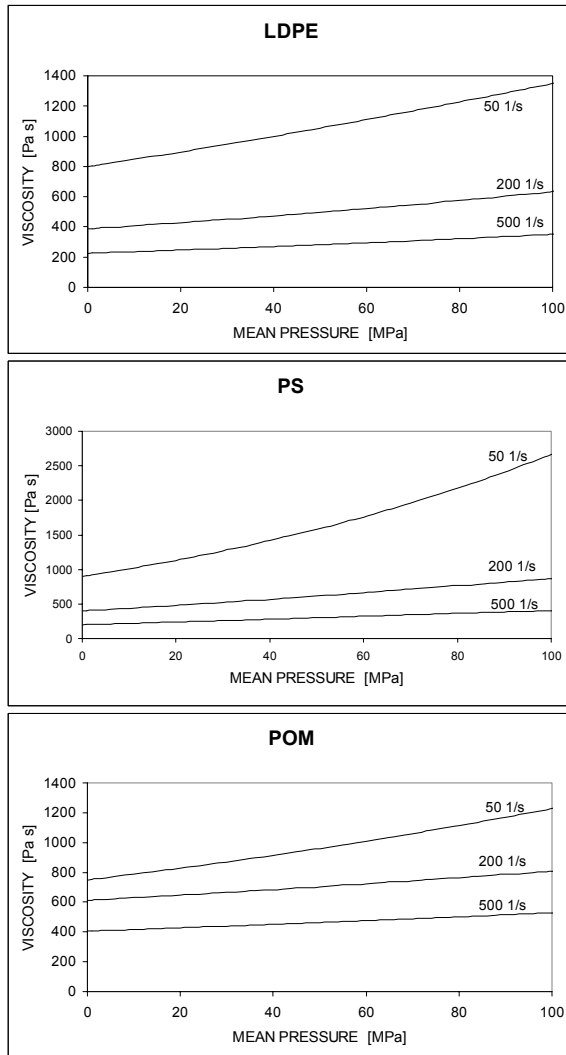 LDPE
1400
1200
1000
800
600
400
200
0
VISCOSITY [Pa s]
50 1/s
200 1/s
500 1/s
0 20 40 60 80 100
MEAN PRESSURE [MPa]
PS
3000
2500
2000
1500
1000
500
0
VISCOSITY [Pa s]
50 1/s
200 1/s
500 1/s
0 20 40 60 80 100
MEAN PRESSURE [MPa]
POM
1400
1200
1000
800
600
400
200
0
VISCOSITY [Pa s]
50 1/s
200 1/s
500 1/s
0 20 40 60 80 100
MEAN PRESSURE [MPa]